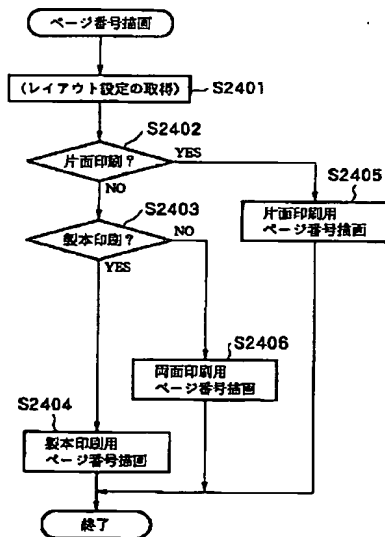 ページ番号描画
(レイアウト設定の取得)
S2401
S2402
片面印刷?
YES
NO
S2405
片面印刷用
ページ番号描画
S2403
製本印刷?
NO
YES
S2406
両面印刷用
ページ番号描画
S2404
製本印刷用
ページ番号描画
終了